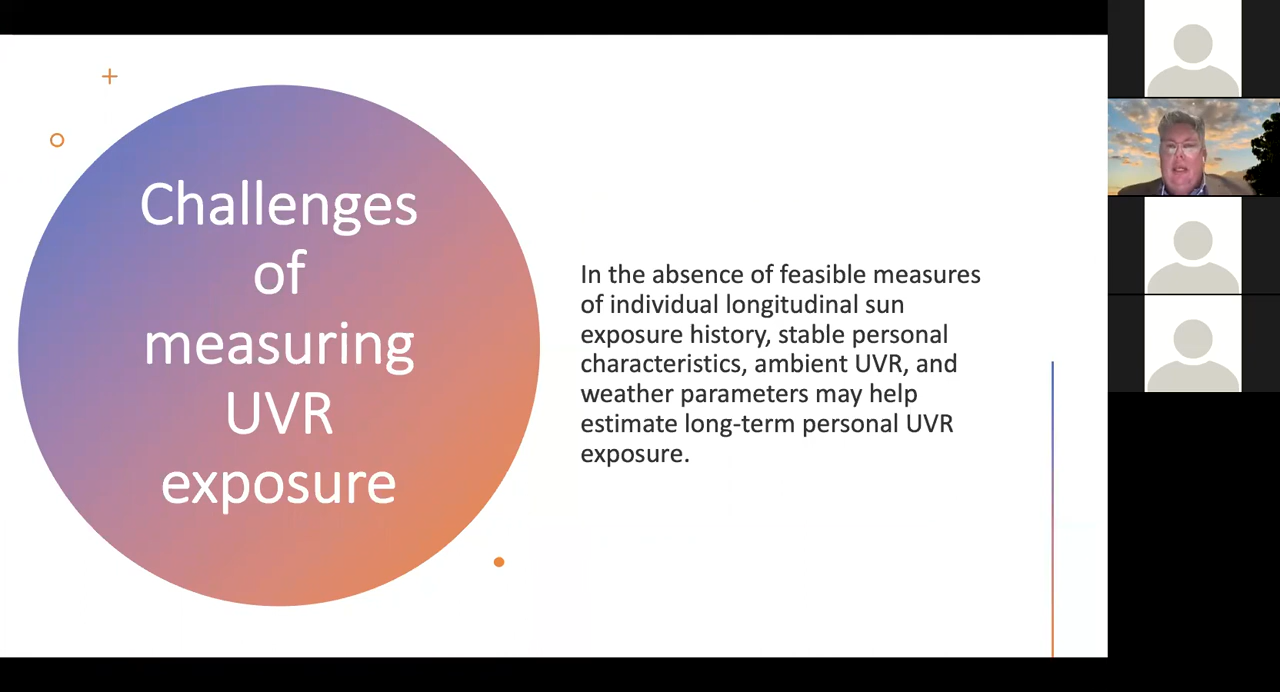 Challenges
of
measuring
UVR
exposure
In the absence of feasible measures
of individual longitudinal sun
exposure history, stable personal
characteristics, ambient UVR, and
weather parameters may help
estimate long-term personal UVR
exposure.